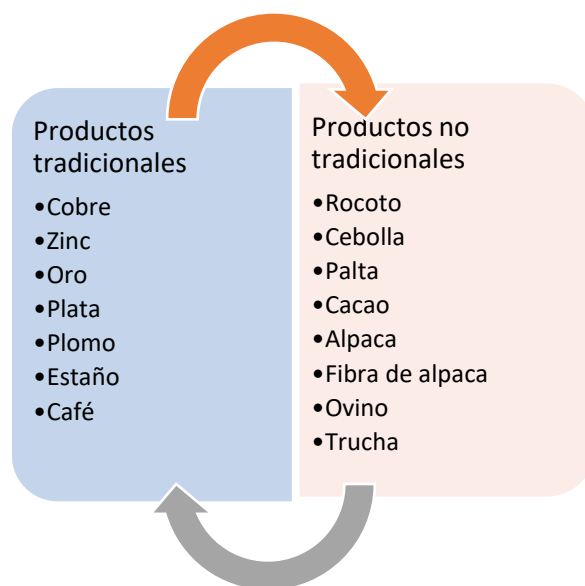 Productos
tradicionales
•Cobre
•Zinc
•Oro
•Plata
•Plomo
•Estaño
•Café
Productos no
tradicionales
•Rocoto
•Cebolla
•Palta
•Cacao
•Alpaca
•Fibra de alpaca
•Ovino
•Trucha